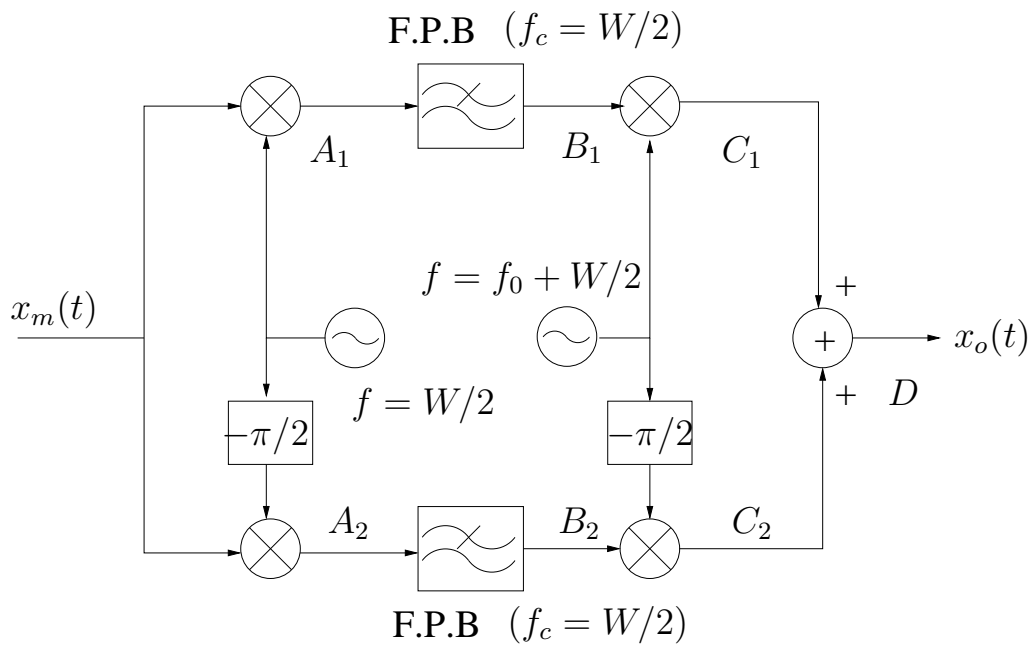 F.P.B (f_c = W/2)
A_1
B_1
C_1
f = f_0 + W/2
x_m(t)
+
+
x_o(t)
f = W/2
+
D
−π/2
−π/2
A_2
B_2
C_2
F.P.B (f_c = W/2)